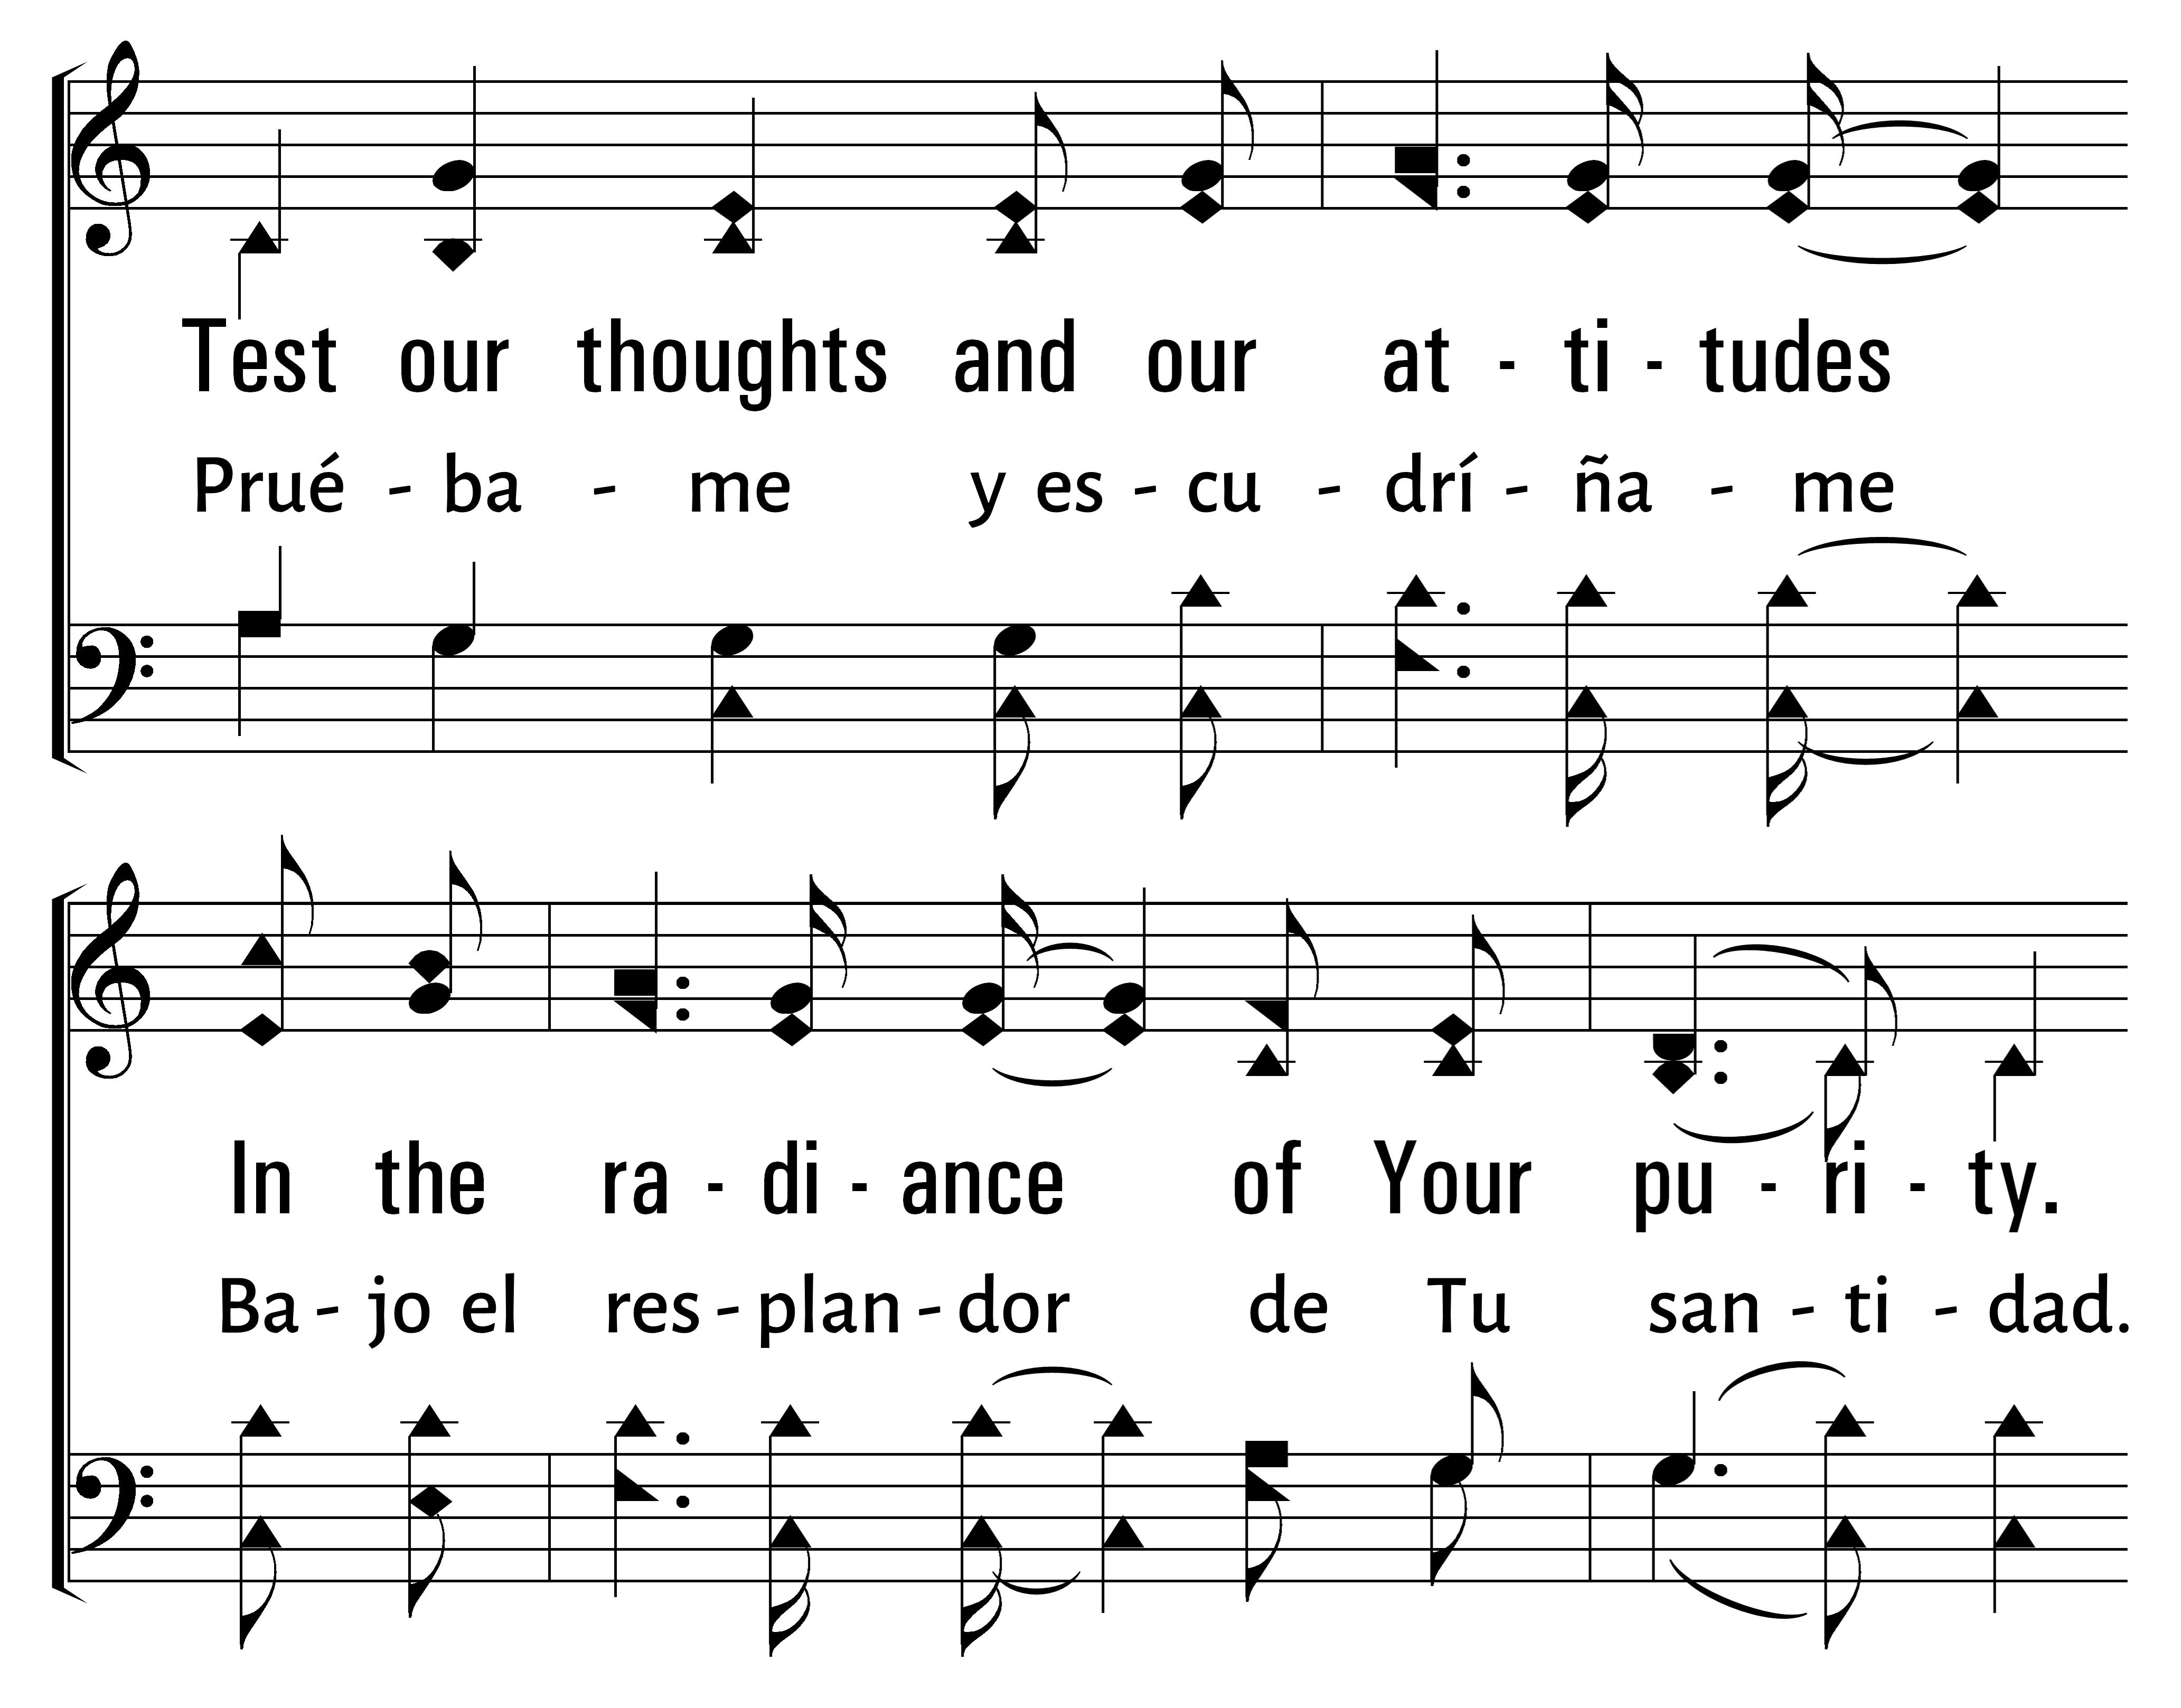 Test our thoughts and our at - ti - tudes
Prué - ba - me y es - cu - drí - ña - me
In the ra - di - ance of Your pu - ri - ty.
Ba - jo el res - plan - dor de Tu san - ti - dad.